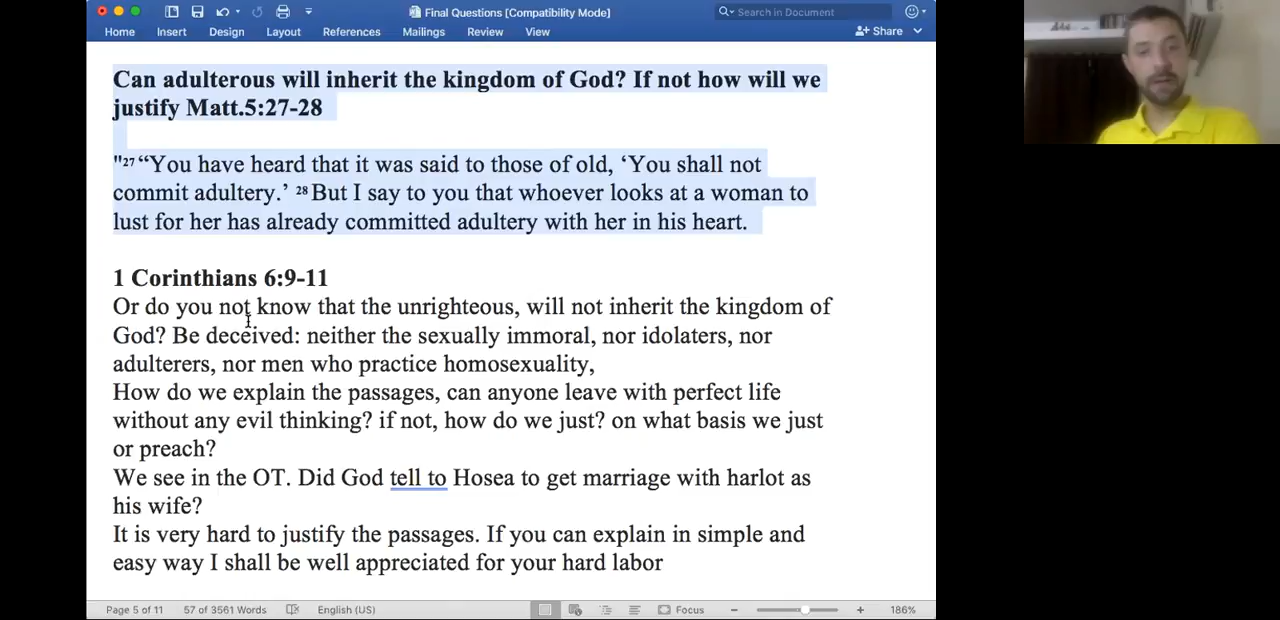 Final Questions [Compatibility Mode]
Search in Document
Home Insert Design Layout References Mailings Review View Share
Can adulterous will inherit the kingdom of God? If not how will we
justify Matt.5:27-28
"27 “You have heard that it was said to those of old, ‘You shall not
commit adultery.’ 28 But I say to you that whoever looks at a woman to
lust for her has already committed adultery with her in his heart.
1 Corinthians 6:9-11
Or do you not know that the unrighteous, will not inherit the kingdom of
God? Be deceived: neither the sexually immoral, nor idolaters, nor
adulterers, nor men who practice homosexuality,
How do we explain the passages, can anyone leave with perfect life
without any evil thinking? if not, how do we just? on what basis we just
or preach?
We see in the OT. Did God tell to Hosea to get marriage with harlot as
his wife?
It is very hard to justify the passages. If you can explain in simple and
easy way I shall be well appreciated for your hard labor
Page 5 of 11 57 of 3561 Words English (US) Focus 186%